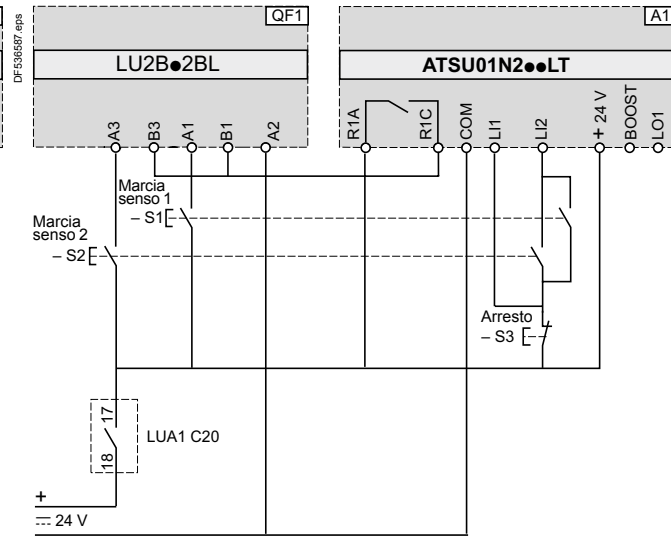 DF536587.eps
QF1
A1
LU2B●2BL
ATSU01N2●●LT
A3
B3
A1
B1
A2
R1A
R1C
COM
LI1
LI2
+ 24 V
BOOST
LO1
Marcia
senso 1
– S1
Marcia
senso 2
– S2
Arresto
– S3
17
18
LUA1 C20
+
24 V